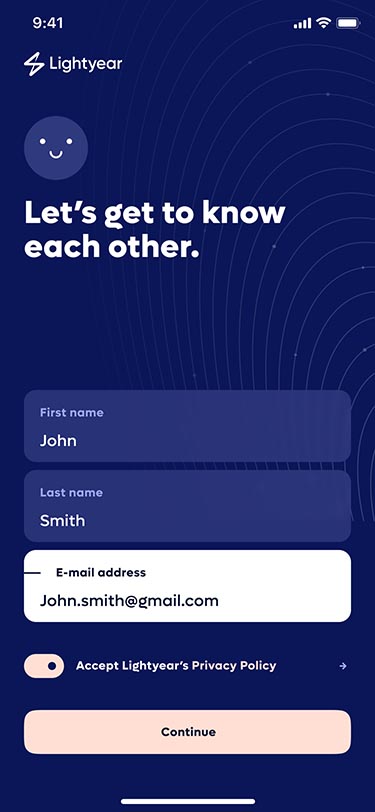 9:41
Lightyear
Let’s get to know
each other.
First name
John
Last name
Smith
E-mail address
John.smith@gmail.com
Accept Lightyear’s Privacy Policy
Continue